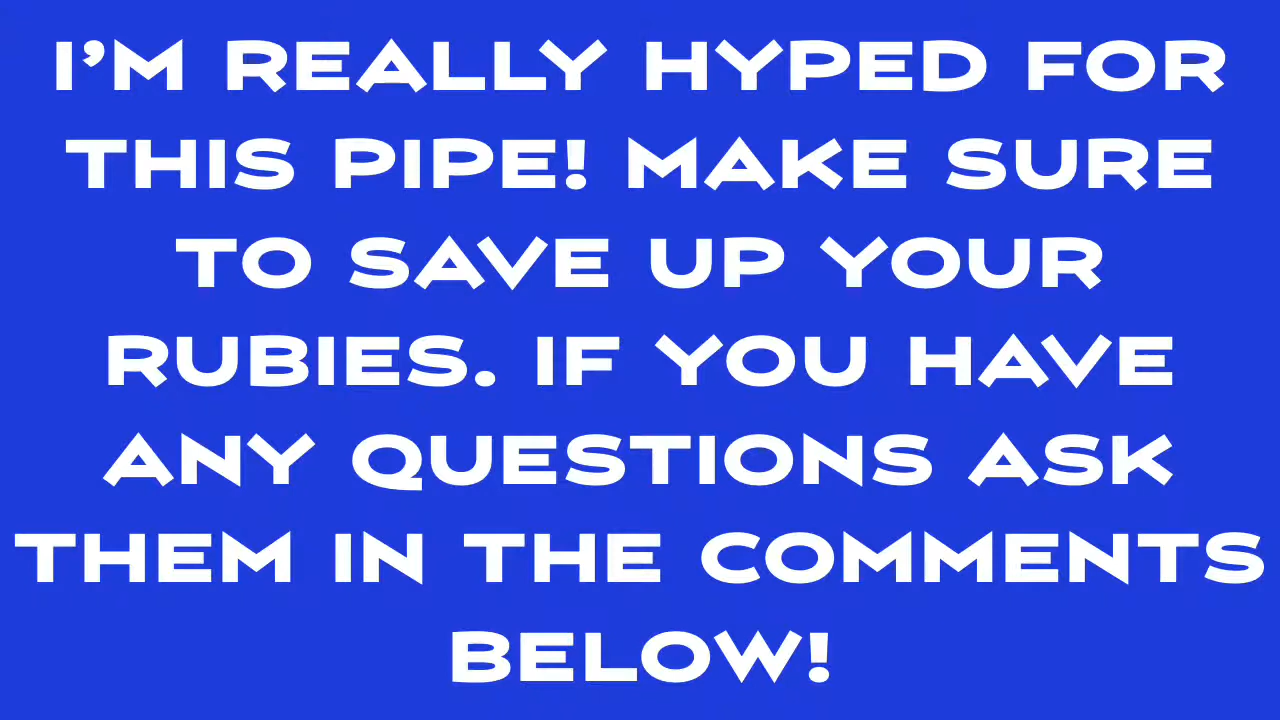 I'M REALLY HYPED FOR
THIS PIPE! MAKE SURE
TO SAVE UP YOUR
RUBIES. IF YOU HAVE
ANY QUESTIONS ASK
THEM IN THE COMMENTS
BELOW!